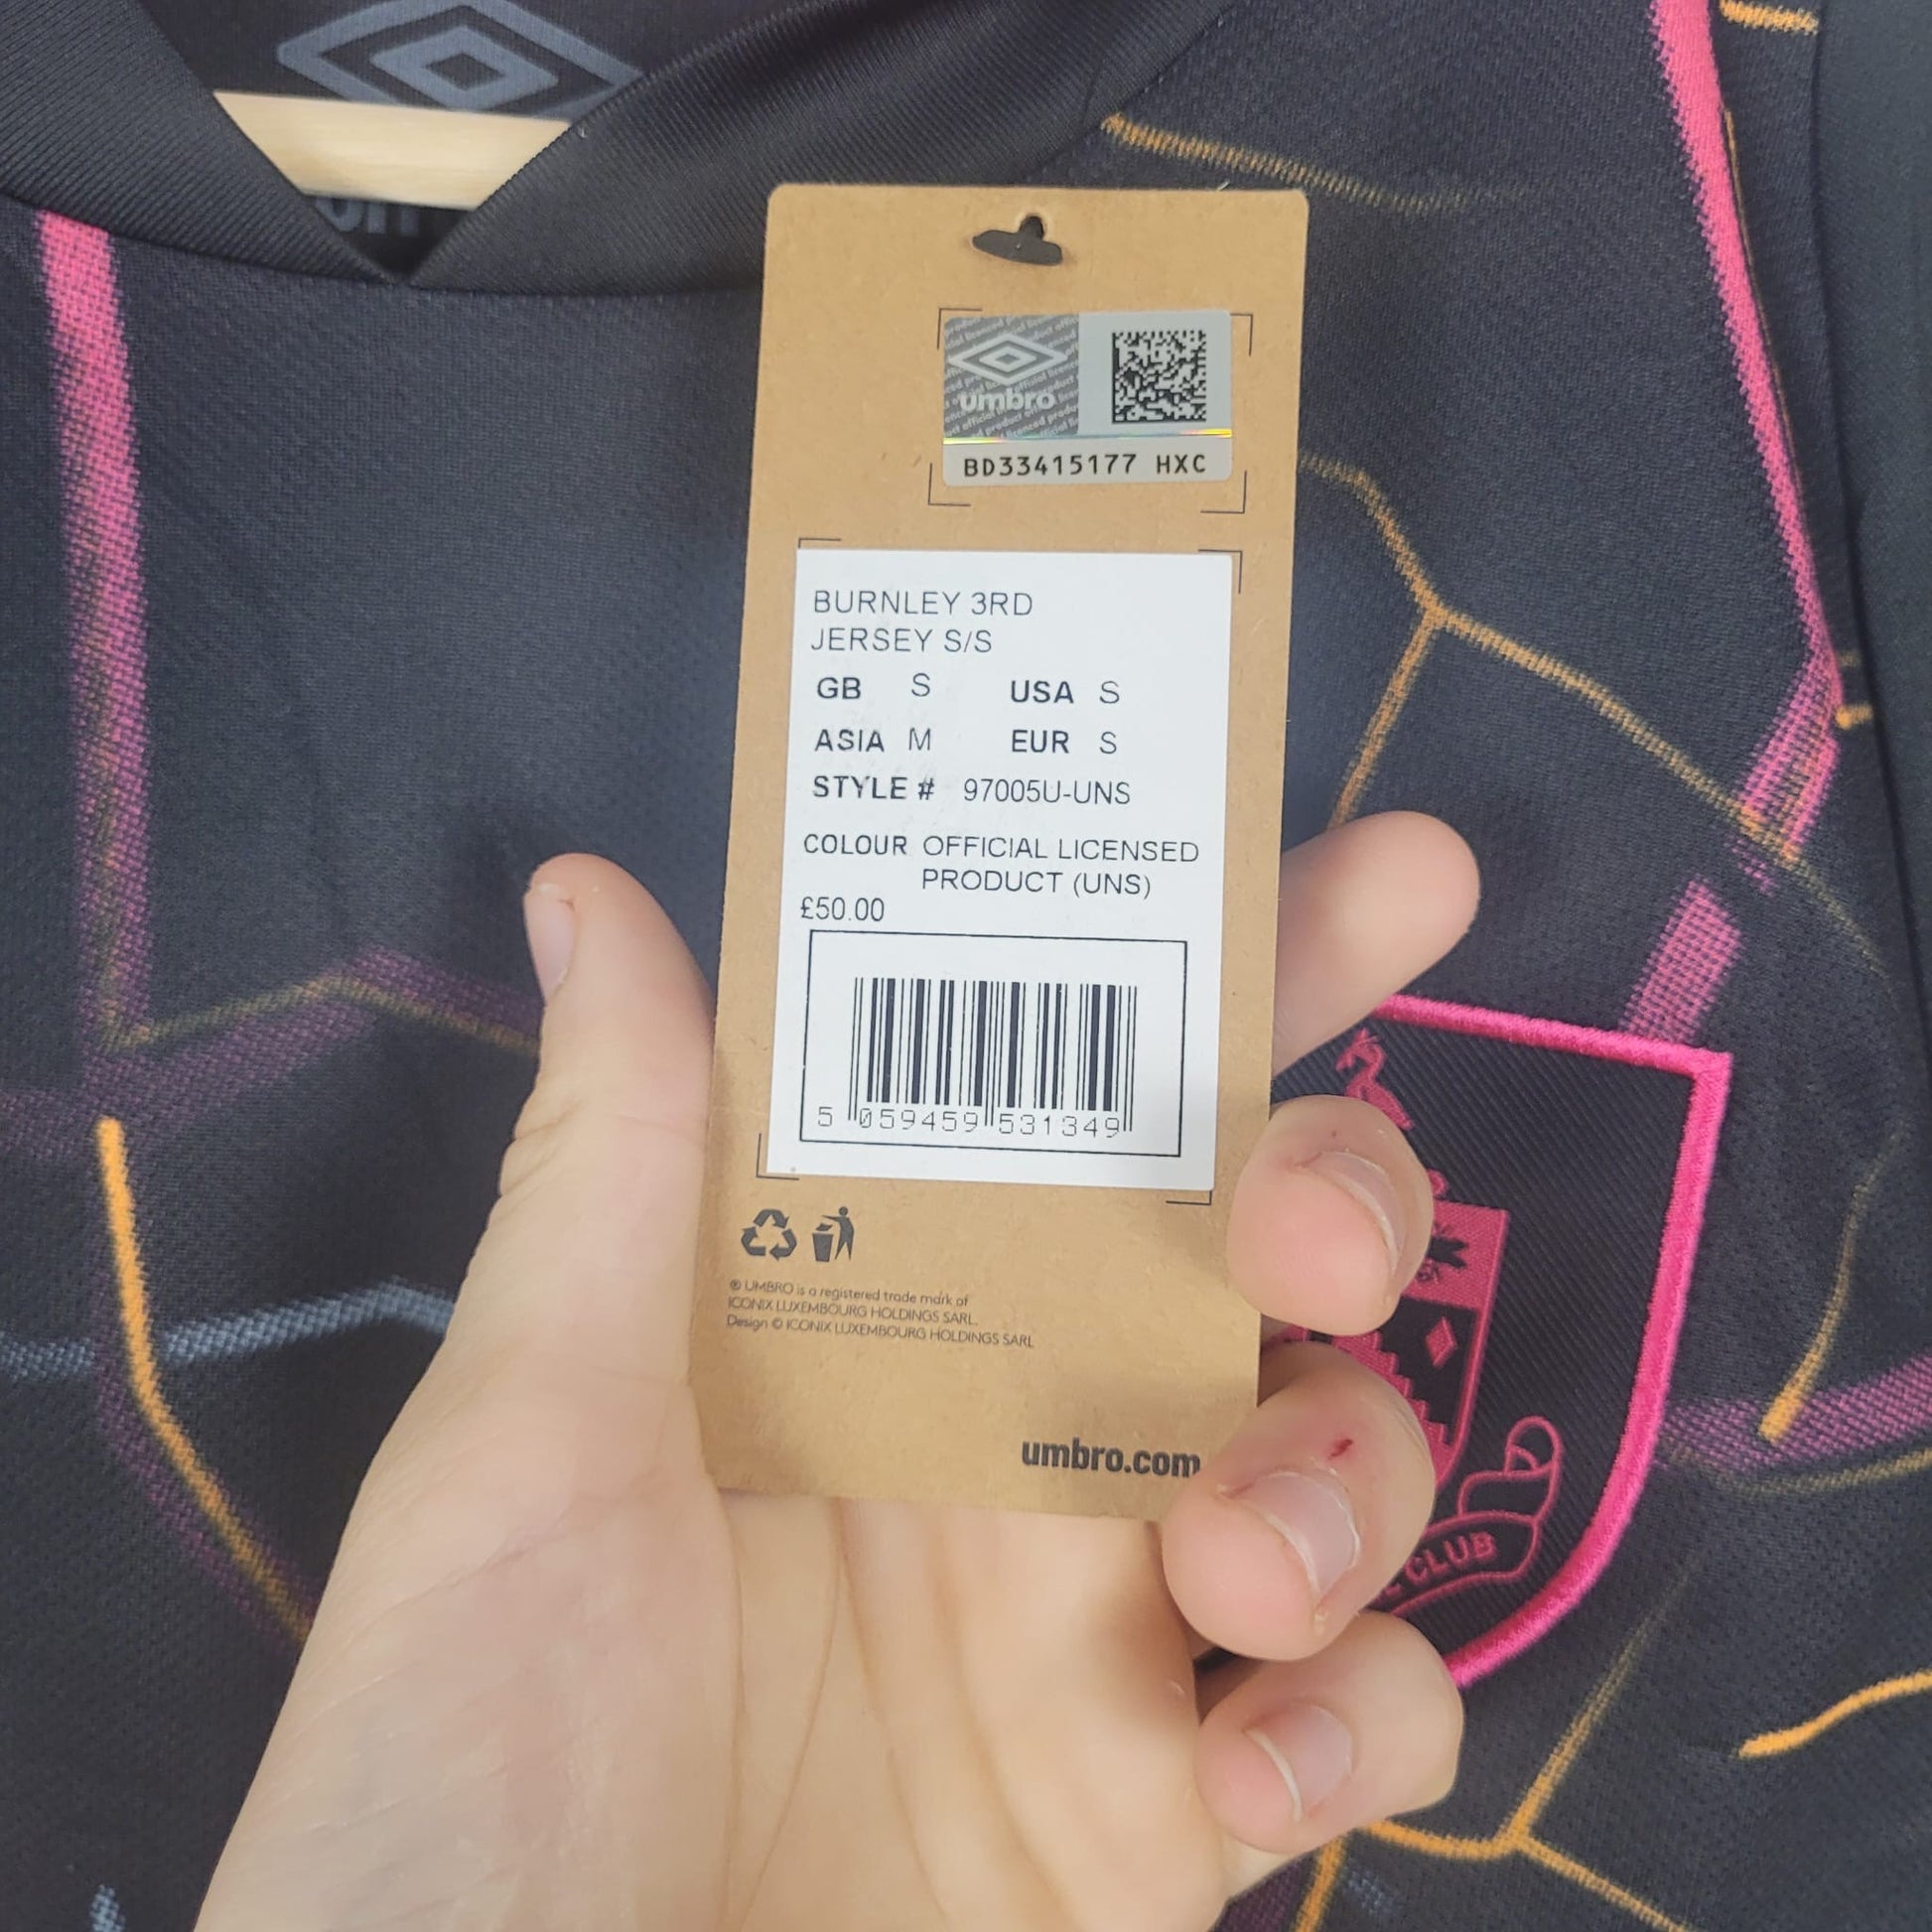 umbro
BD33415177 HXC
BURNLEY 3RD
JERSEY S/S
GB S USA S
ASIA M EUR S
STYLE # 97005U-UNS
COLOUR OFFICIAL LICENSED
PRODUCT (UNS)
£50.00
5 059459 531349
® UMBRO is a registered trade mark of
ICONIX LUXEMBOURG HOLDINGS SARL.
Design © ICONIX LUXEMBOURG HOLDINGS SARL
umbro.com
CLUB